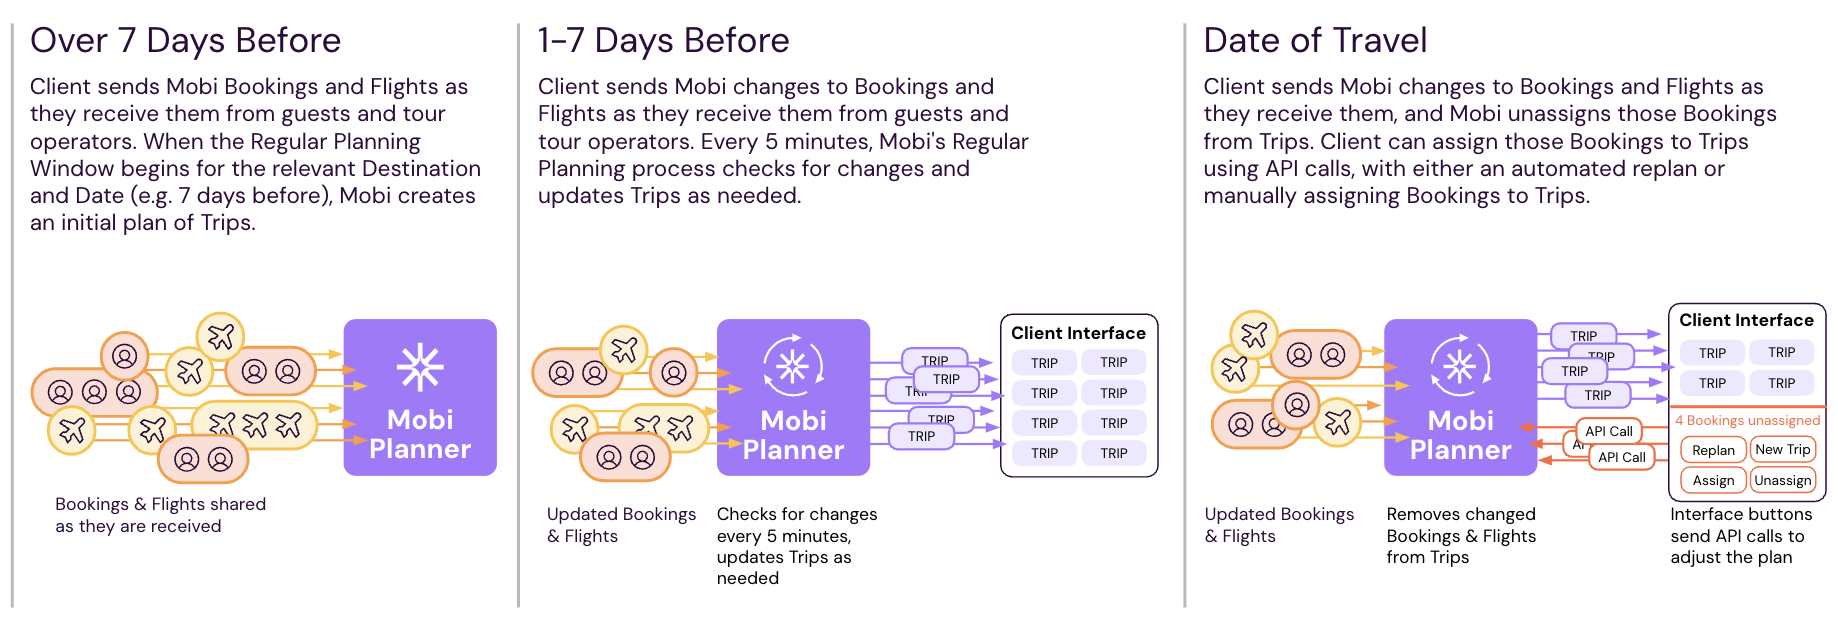 Over 7 Days Before
Client sends Mobi Bookings and Flights as
they receive them from guests and tour
operators. When the Regular Planning
Window begins for the relevant Destination
and Date (e.g. 7 days before), Mobi creates
an initial plan of Trips.
Mobi
Planner
Bookings & Flights shared
as they are received
1-7 Days Before
Client sends Mobi changes to Bookings and
Flights as they receive them from guests and
tour operators. Every 5 minutes, Mobi's Regular
Planning process checks for changes and
updates Trips as needed.
Mobi
Planner
TRIP
TRIP
TRIP
TRIP
Client Interface
TRIP TRIP
TRIP TRIP
TRIP TRIP
TRIP TRIP
Updated Bookings
& Flights
Checks for changes
every 5 minutes,
updates Trips as
needed
Date of Travel
Client sends Mobi changes to Bookings and Flights as
they receive them, and Mobi unassigns those Bookings
from Trips. Client can assign those Bookings to Trips
using API calls, with either an automated replan or
manually assigning Bookings to Trips.
Mobi
Planner
TRIP
TRIP
TRIP
TRIP
API Call
API Call
Client Interface
TRIP TRIP
TRIP TRIP
4 Bookings unassigned
Replan New Trip
Assign Unassign
Updated Bookings
& Flights
Removes changed
Bookings & Flights
from Trips
Interface buttons
send API calls to
adjust the plan